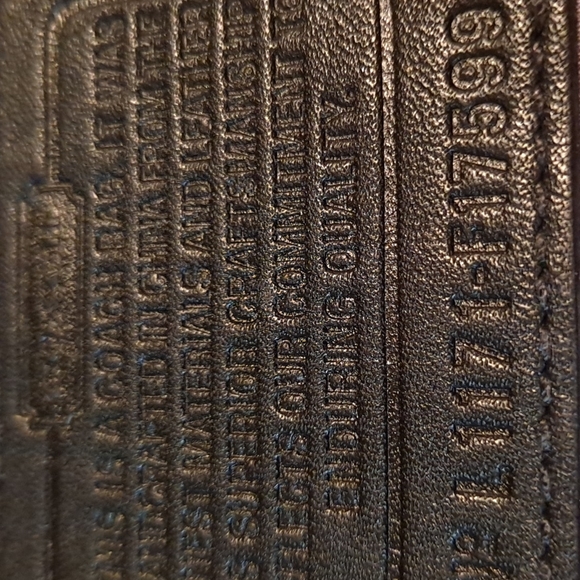 IS IS A COACH BAG. IT WAS
IN CHINA FROM THE
MATERIALS AND LEATHER
SUPERIOR CRAFTSMANSHIP
OUR COMMITMENT TO
ENDURING QUALITY.
L1171-F17599